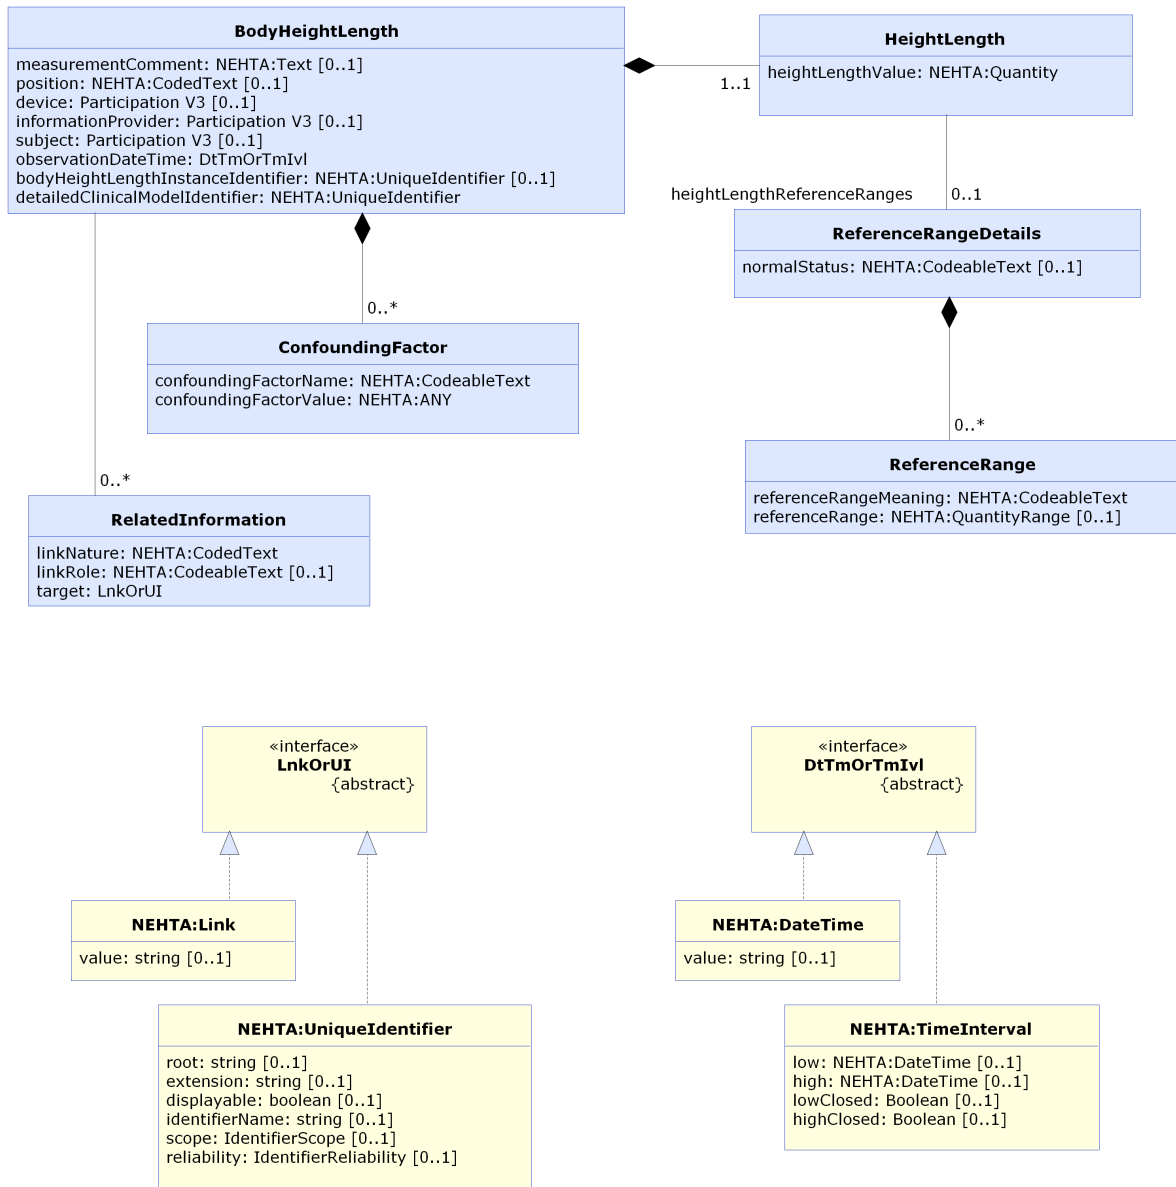 BodyHeightLength
measurementComment: NEHTA:Text [0..1]
position: NEHTA:CodedText [0..1]
device: Participation V3 [0..1]
informationProvider: Participation V3 [0..1]
subject: Participation V3 [0..1]
observationDateTime: DtTmOrTmIvl
bodyHeightLengthInstanceIdentifier: NEHTA:UniqueIdentifier [0..1]
detailedClinicalModelIdentifier: NEHTA:UniqueIdentifier
1..1
HeightLength
heightLengthValue: NEHTA:Quantity
heightLengthReferenceRanges
0..1
ReferenceRangeDetails
normalStatus: NEHTA:CodeableText [0..1]
0..*
ConfoundingFactor
confoundingFactorName: NEHTA:CodeableText
confoundingFactorValue: NEHTA:ANY
0..*
ReferenceRange
referenceRangeMeaning: NEHTA:CodeableText
referenceRange: NEHTA:QuantityRange [0..1]
0..*
RelatedInformation
linkNature: NEHTA:CodedText
linkRole: NEHTA:CodeableText [0..1]
target: LnkOrUI
«interface»
LnkOrUI
{abstract}
«interface»
DtTmOrTmIvl
{abstract}
NEHTA:Link
value: string [0..1]
NEHTA:DateTime
value: string [0..1]
NEHTA:UniqueIdentifier
root: string [0..1]
extension: string [0..1]
displayable: boolean [0..1]
identifierName: string [0..1]
scope: IdentifierScope [0..1]
reliability: IdentifierReliability [0..1]
NEHTA:TimeInterval
low: NEHTA:DateTime [0..1]
high: NEHTA:DateTime [0..1]
lowClosed: Boolean [0..1]
highClosed: Boolean [0..1]